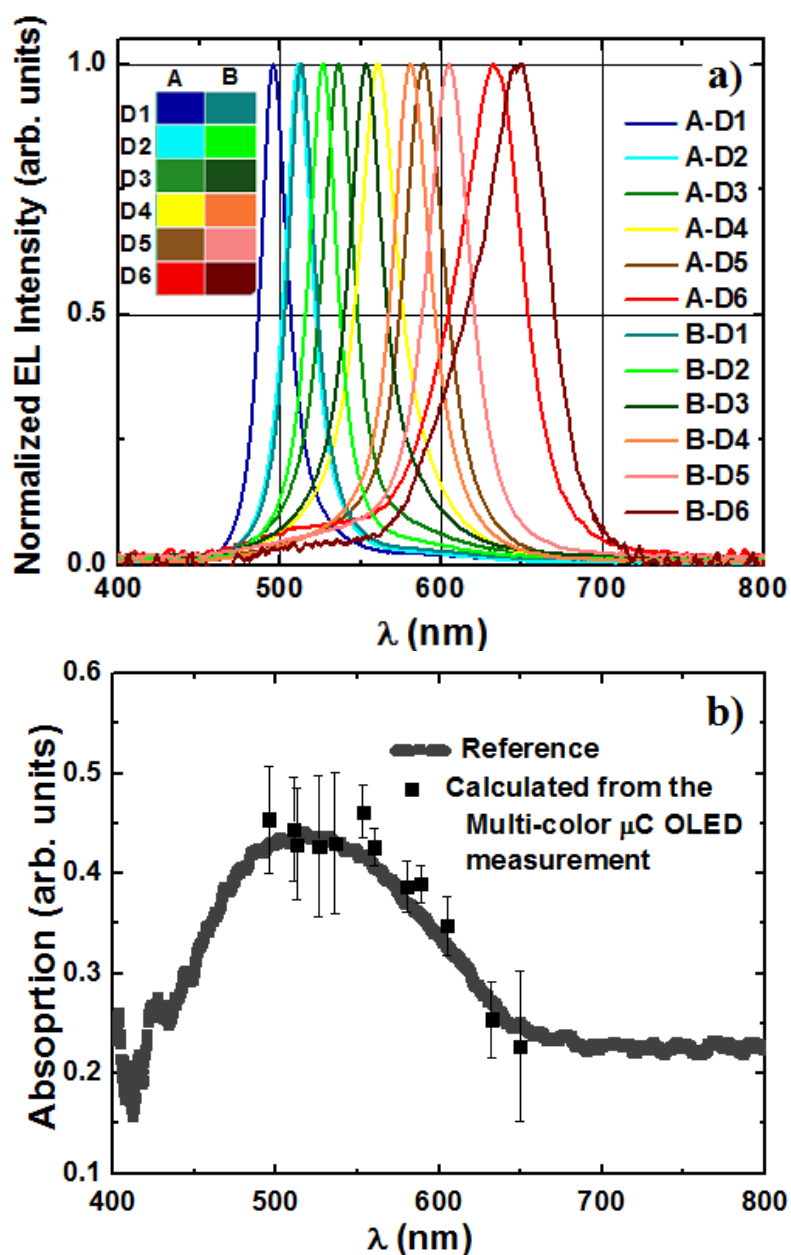 a)
Normalized EL Intensity (arb. units)
1.0
0.5
0.0
A B
D1
D2
D3
D4
D5
D6
A-D1
A-D2
A-D3
A-D4
A-D5
A-D6
B-D1
B-D2
B-D3
B-D4
B-D5
B-D6
400 500 600 700 800
λ (nm)
b)
Absoprtion (arb. units)
0.6
0.5
0.4
0.3
0.2
0.1
Reference
Calculated from the
Multi-color μC OLED
measurement
400 500 600 700 800
λ (nm)